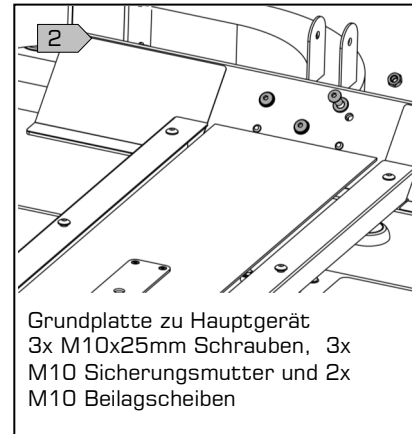 2
Grundplatte zu Hauptgerät
3x M10x25mm Schrauben, 3x
M10 Sicherungsmutter und 2x
M10 Beilagscheiben